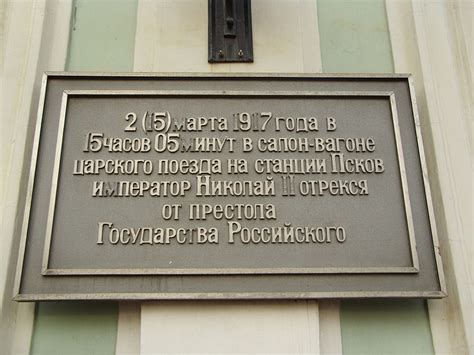 2 (15) марта 1917 года в
15 часов 05 минут в салон-вагоне
царского поезда на станции Псков
император Николай II отрекся
от престола
Государства Российского